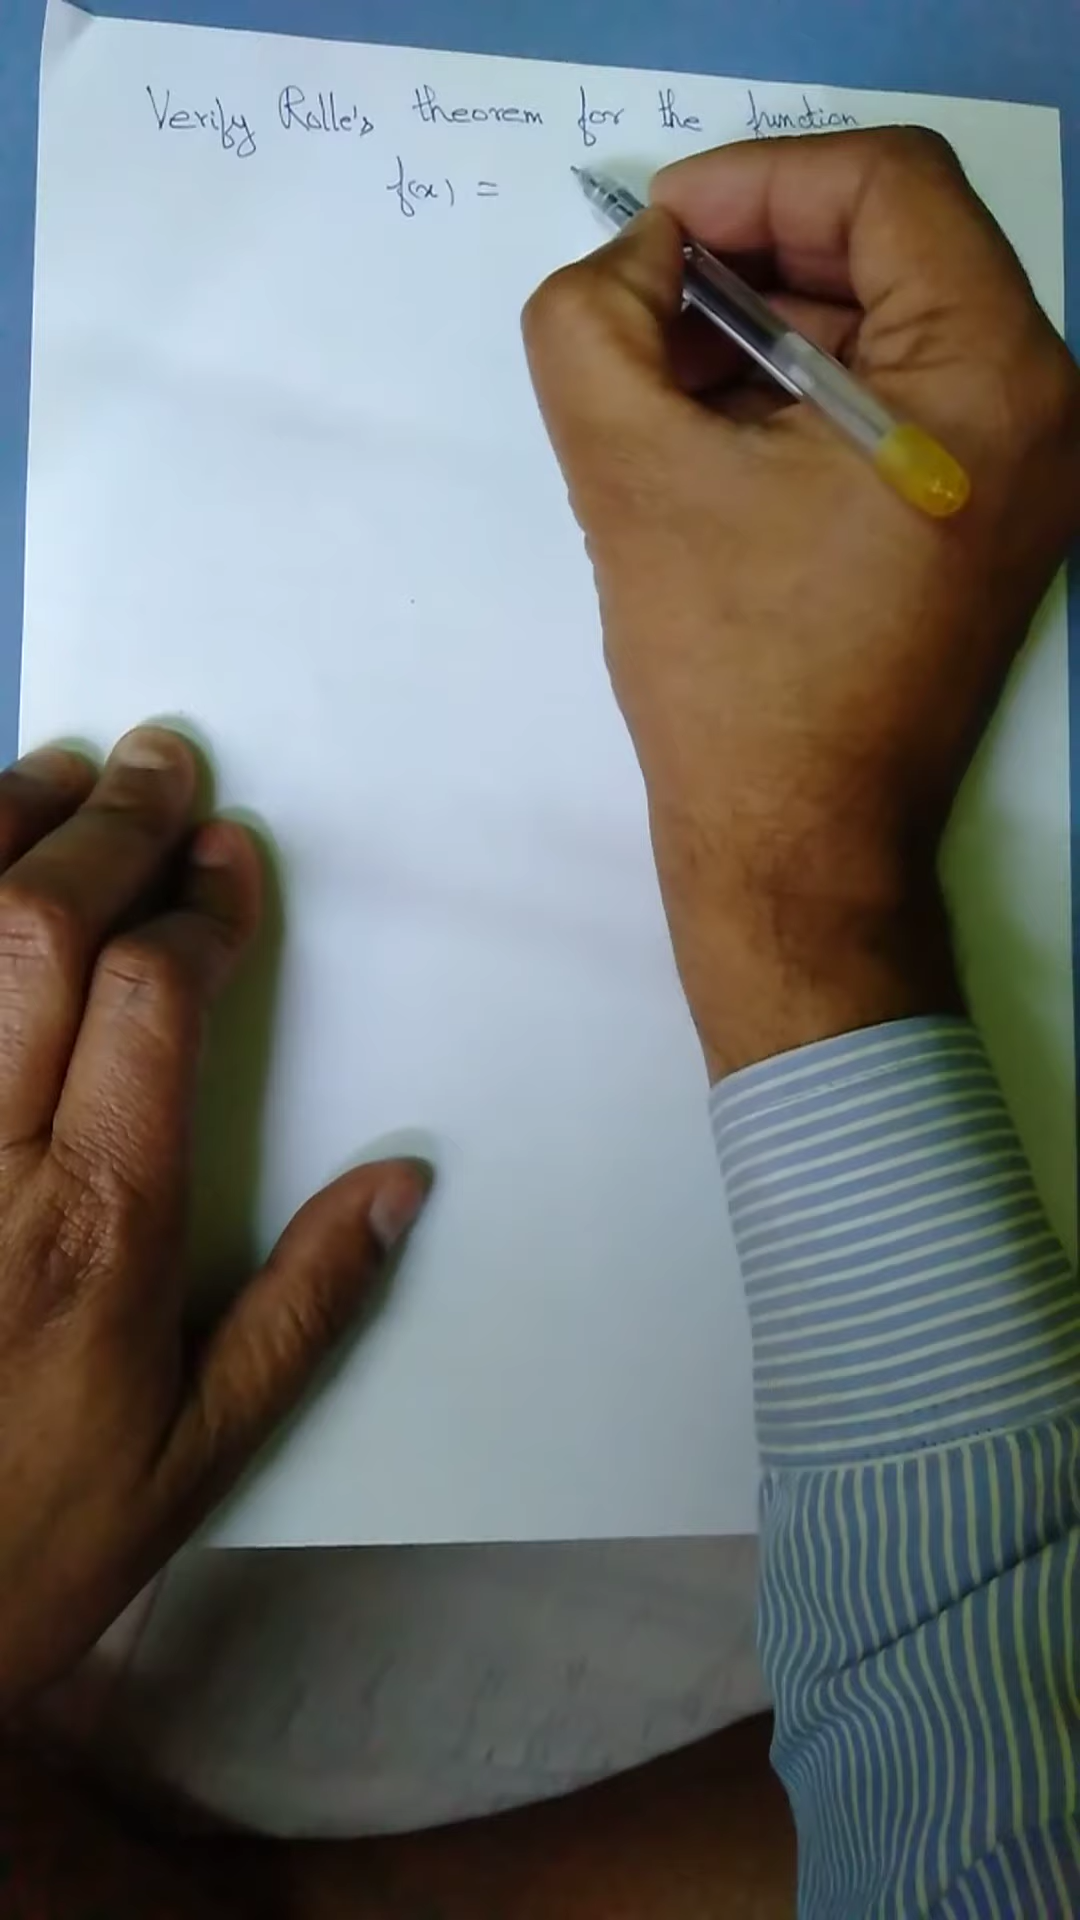 Verify Rolle's theorem for the function
f(x) =